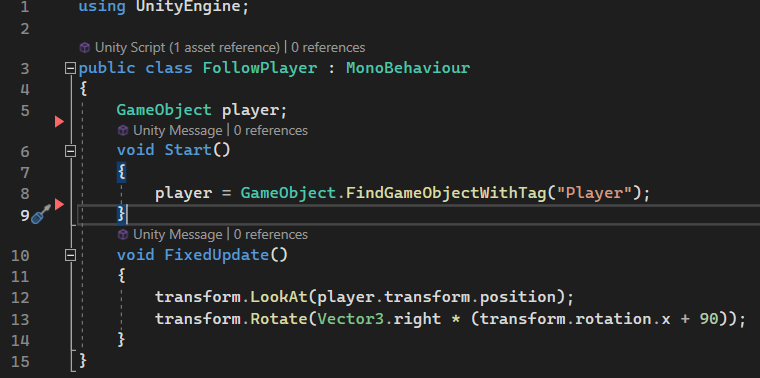 1 using UnityEngine;
2
Unity Script (1 asset reference) | 0 references
3 public class FollowPlayer : MonoBehaviour
4 {
5 GameObject player;
Unity Message | 0 references
6 void Start()
7 {
8 player = GameObject.FindGameObjectWithTag("Player");
9 }
Unity Message | 0 references
10 void FixedUpdate()
11 {
12 transform.LookAt(player.transform.position);
13 transform.Rotate(Vector3.right * (transform.rotation.x + 90));
14 }
15 }